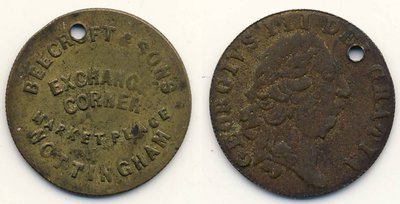 BEECROFT & SONS
EXCHANG
CORNER
MARKET PLACE
NOTTINGHAM
GEORGIVS III DEI GRATIA